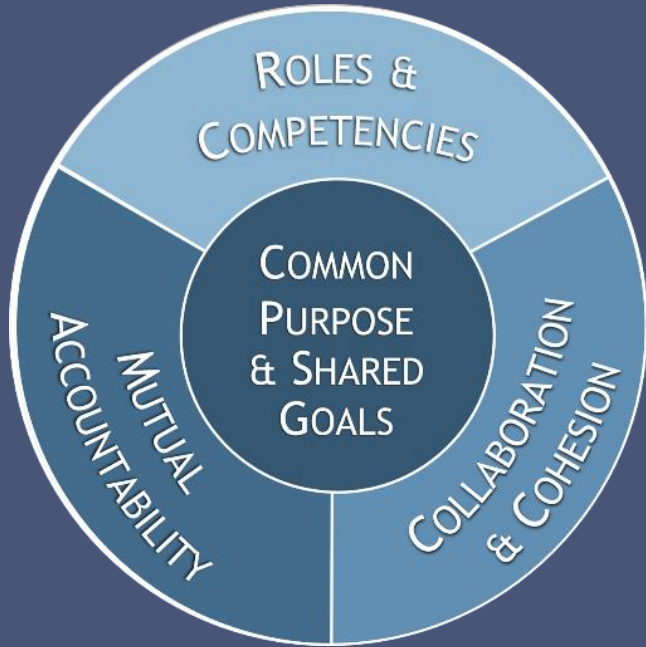 ROLES &
COMPETENCIES
COMMON
PURPOSE
& SHARED
GOALS
MUTUAL
ACCOUNTABILITY
COLLABORATION
& COHESION